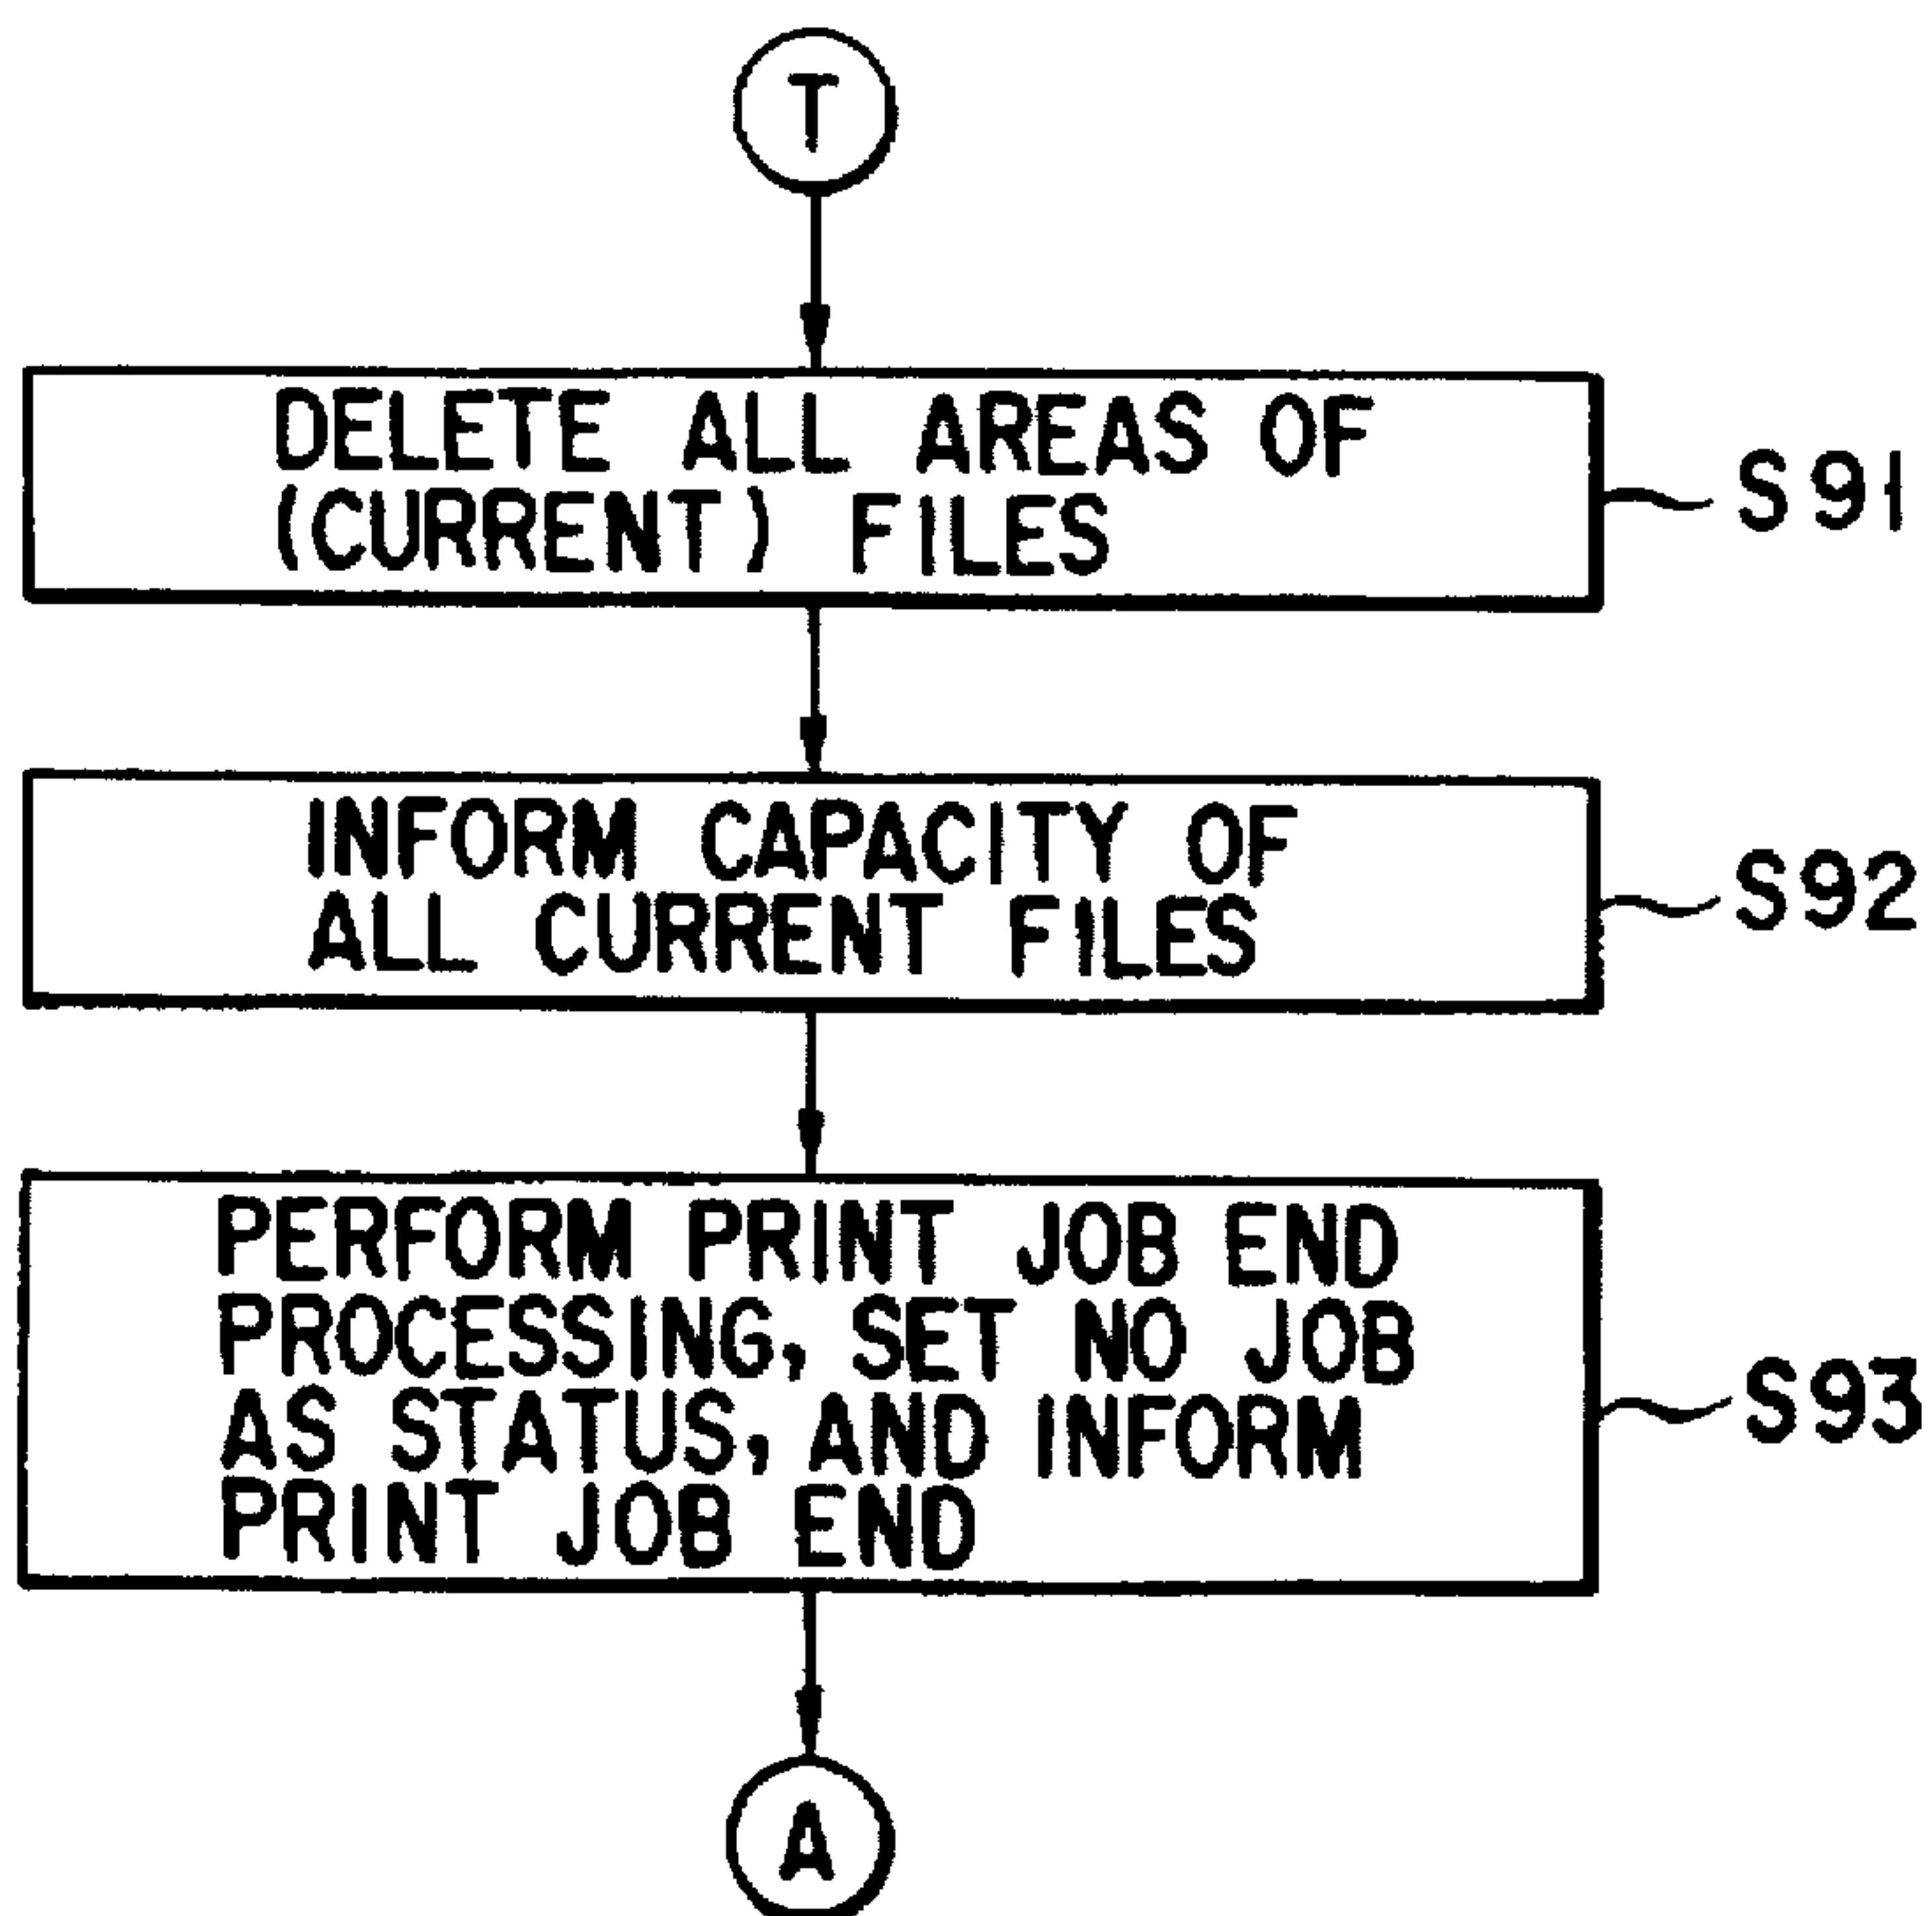 T
DELETE ALL AREAS OF
(CURRENT) FILES
S91
INFORM CAPACITY OF
ALL CURRENT FILES
S92
PERFORM PRINT JOB END
PROCESSING, SET NO JOB
AS STATUS, AND INFORM
PRINT JOB END
S93
A